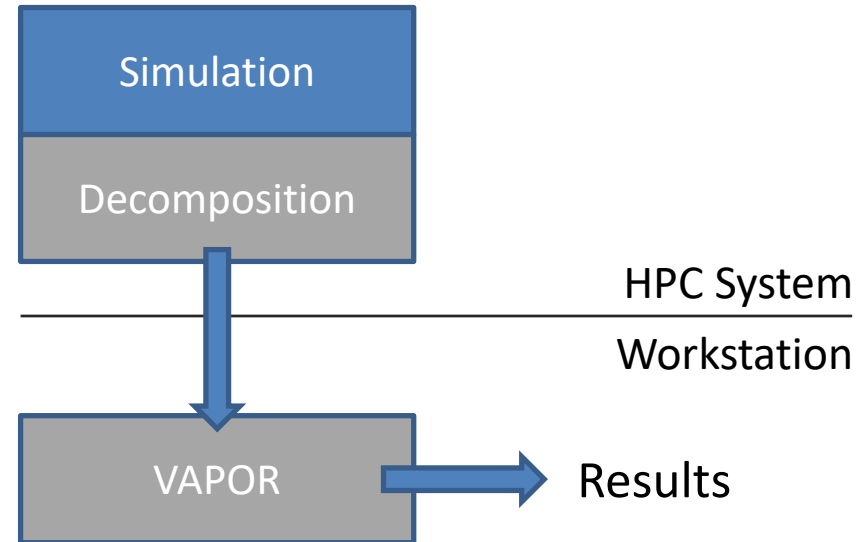 Simulation
Decomposition
HPC System
Workstation
VAPOR
Results